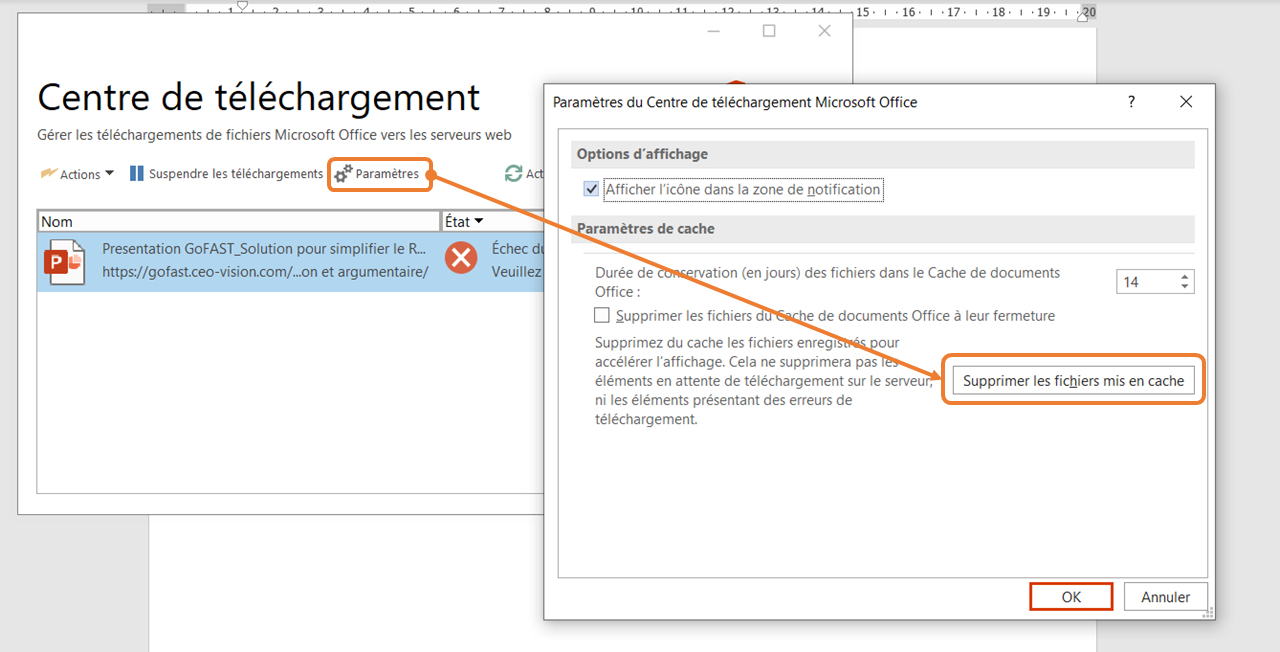 1 2 3 4 5 6 7 8 9 10 11 12 13 14 15 16 17 18 19 20
Centre de téléchargement
Gérer les téléchargements de fichiers Microsoft Office vers les serveurs web
Actions Suspendre les téléchargements Paramètres
Nom État
Presentation GoFAST_Solution pour simplifier le R... Échec
https://gofast.ceo-vision.com/...on et argumentaire/ Veuillez
Paramètres du Centre de téléchargement Microsoft Office ?
Options d’affichage
Afficher l’icône dans la zone de notification
Paramètres de cache
Durée de conservation (en jours) des fichiers dans le Cache de documents
Office :
14
Supprimer les fichiers du Cache de documents Office à leur fermeture
Supprimez du cache les fichiers enregistrés pour
accélérer l’affichage. Cela ne supprimera pas les
éléments en attente de téléchargement sur le serveur,
ni les éléments présentant des erreurs de
téléchargement.
Supprimer les fichiers mis en cache
OK Annuler